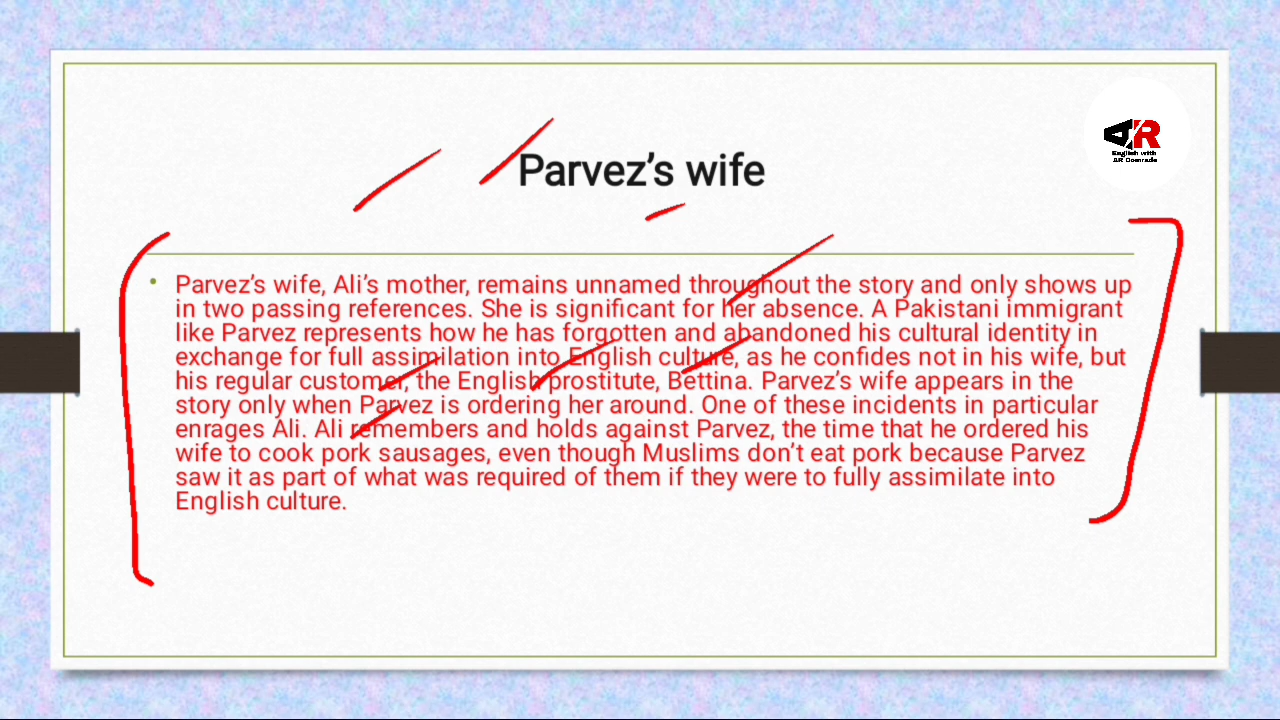 AR
English with
AR Comrade
Parvez’s wife
• Parvez’s wife, Ali’s mother, remains unnamed throughout the story and only shows up
in two passing references. She is significant for her absence. A Pakistani immigrant
like Parvez represents how he has forgotten and abandoned his cultural identity in
exchange for full assimilation into English culture, as he confides not in his wife, but
his regular customer, the English prostitute, Bettina. Parvez’s wife appears in the
story only when Parvez is ordering her around. One of these incidents in particular
enrages Ali. Ali remembers and holds against Parvez, the time that he ordered his
wife to cook pork sausages, even though Muslims don’t eat pork because Parvez
saw it as part of what was required of them if they were to fully assimilate into
English culture.